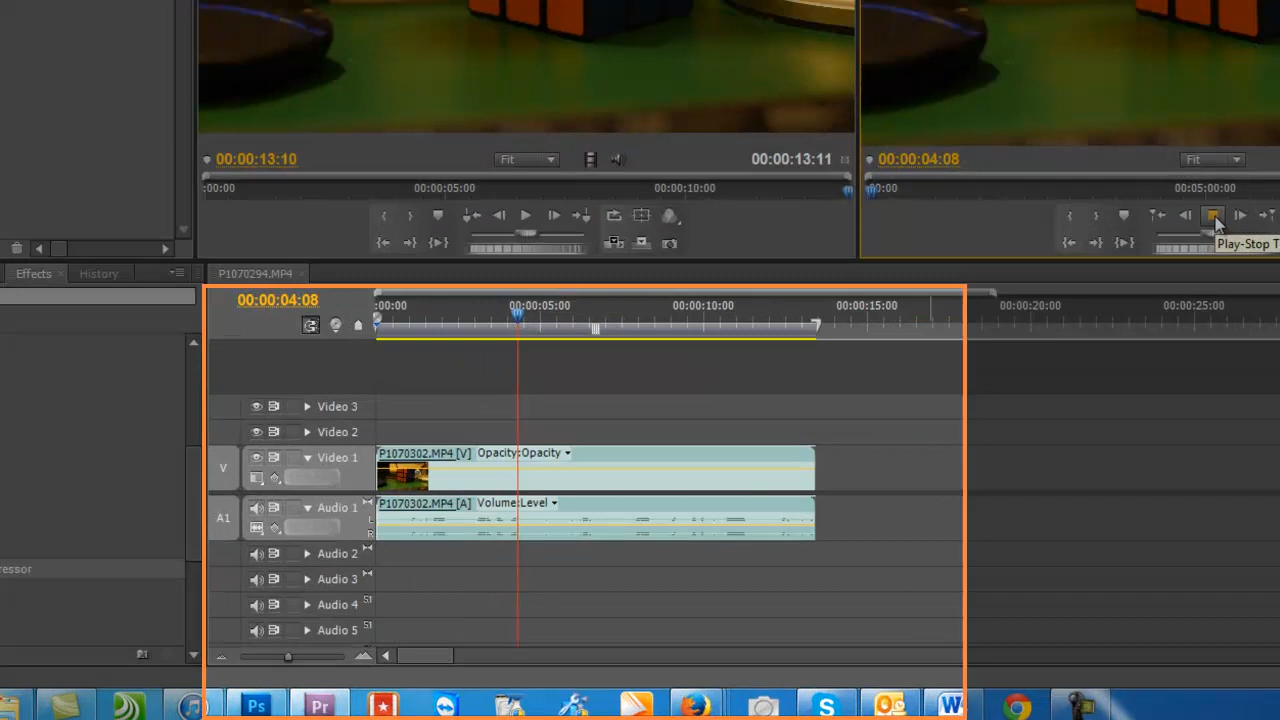 00:00:13:10 Fit 00:00:13:11
00:00:04:08 Fit
:00:00 00:00:05:00 00:00:10:00
00:00 00:05:00:00
Play-Stop T
Effects × History P1070294.MP4 ×
00:00:04:08
:00:00 00:00:05:00 00:00:10:00 00:00:15:00 00:00:20:00 00:00:25:00
Video 3
Video 2
V Video 1 P1070302.MP4 [V] Opacity:Opacity
A1 Audio 1 L R P1070302.MP4 [A] Volume:Level
Audio 2
Audio 3
ressor
Audio 4 S1
Audio 5 S1
Ps Pr S W